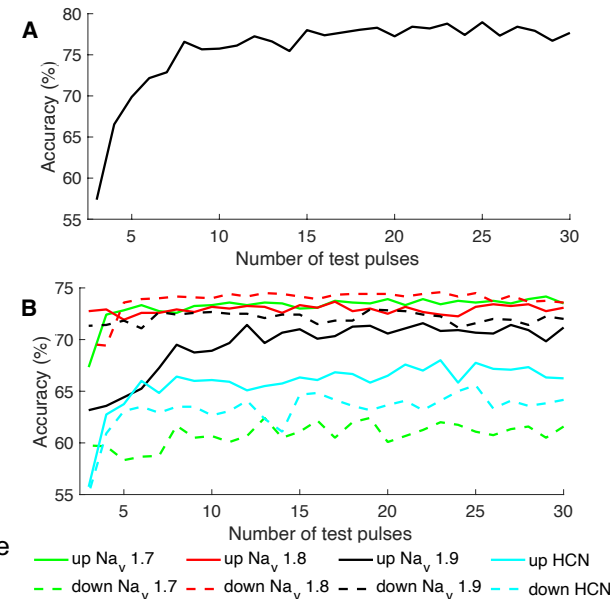 A
Accuracy (%)
80
75
70
65
60
55
5 10 15 20 25 30
Number of test pulses
B
Accuracy (%)
75
70
65
60
55
5 10 15 20 25 30
Number of test pulses
e
up Nav 1.7 up Nav 1.8 up Nav 1.9 up HCN
down Nav 1.7 down Nav 1.8 down Nav 1.9 down HCN